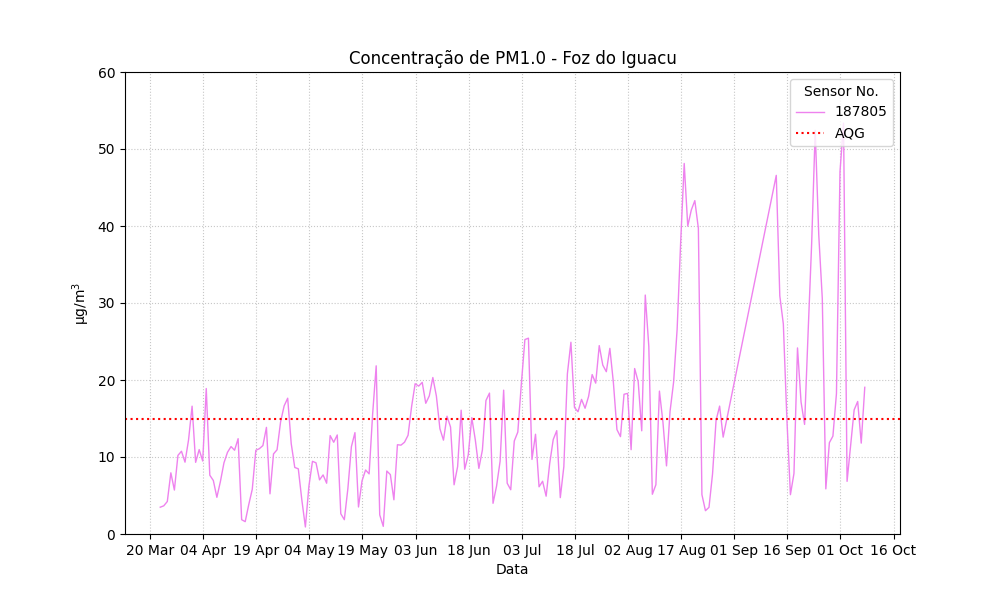 Concentração de PM1.0 - Foz do Iguacu
Sensor No.
187805
AQG
60
50
40
30
20
10
0
µg/m³
20 Mar 04 Apr 19 Apr 04 May 19 May 03 Jun 18 Jun 03 Jul 18 Jul 02 Aug 17 Aug 01 Sep 16 Sep 01 Oct 16 Oct
Data